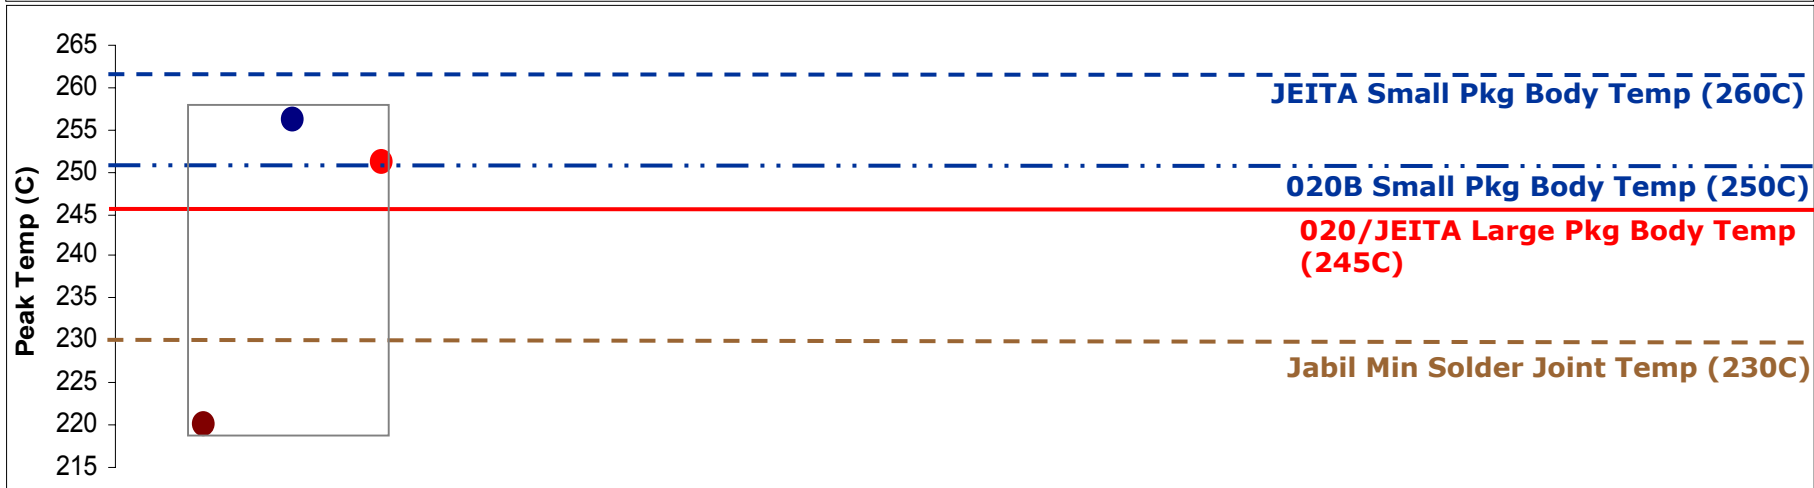 265
260
255
250
245
240
235
230
225
220
215
Peak Temp (C)
JEITA Small Pkg Body Temp (260C)
020B Small Pkg Body Temp (250C)
020/JEITA Large Pkg Body Temp
(245C)
Jabil Min Solder Joint Temp (230C)